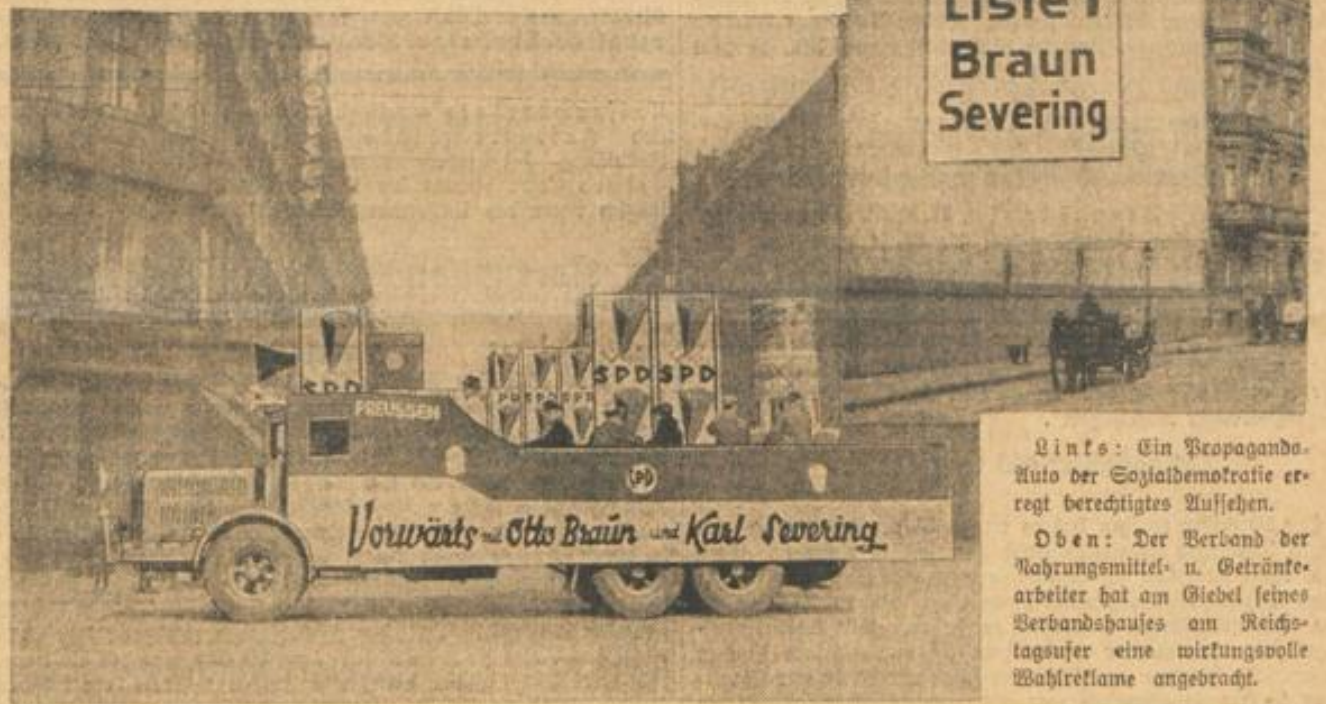 Liste 1
Braun
Severing
SPD
SPD SPD
PREUSSEN
SPD
Vorwärts mit Otto Braun und Karl Severing
Links: Ein Propaganda-
Auto der Sozialdemokratie er-
regt berechtigtes Aufsehen.
Oben: Der Verband der
Nahrungsmittel- u. Getränke-
arbeiter hat am Giebel seines
Verbandshauses am Reichs-
tagsufer eine wirkungsvolle
Wahlreklame angebracht.